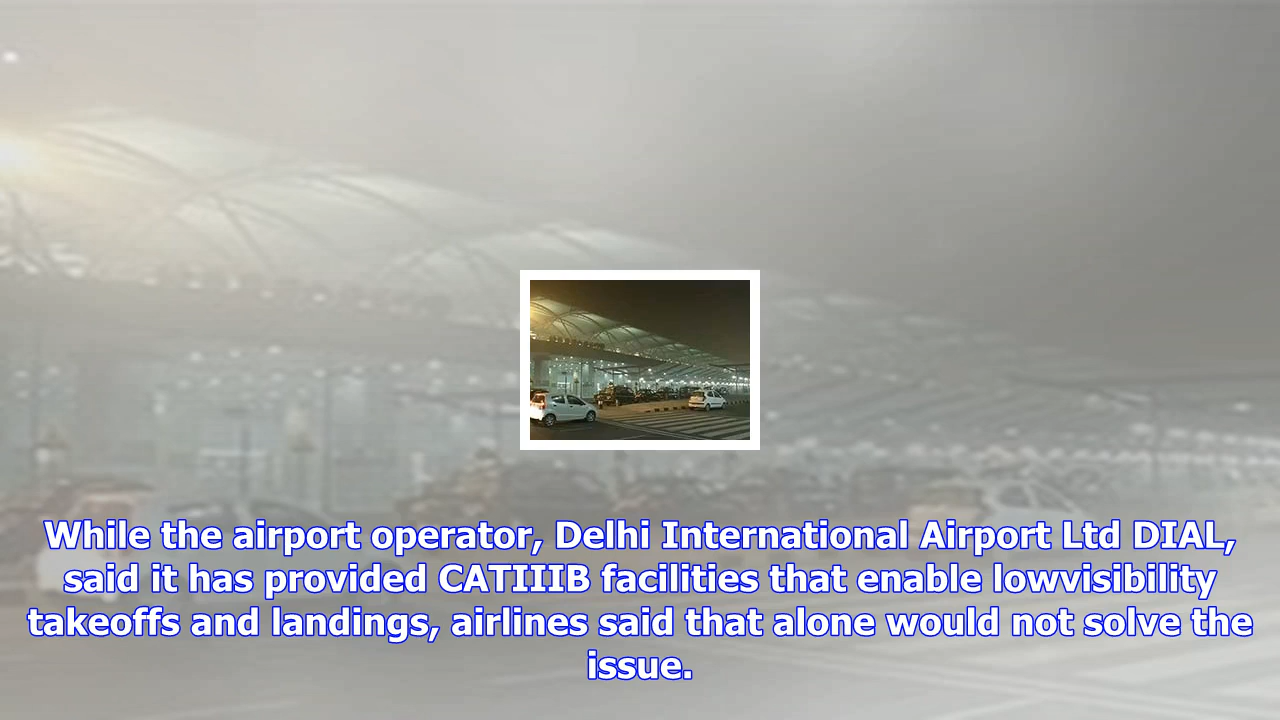 While the airport operator, Delhi International Airport Ltd DIAL,
said it has provided CATIIIB facilities that enable lowvisibility
takeoffs and landings, airlines said that alone would not solve the
issue.